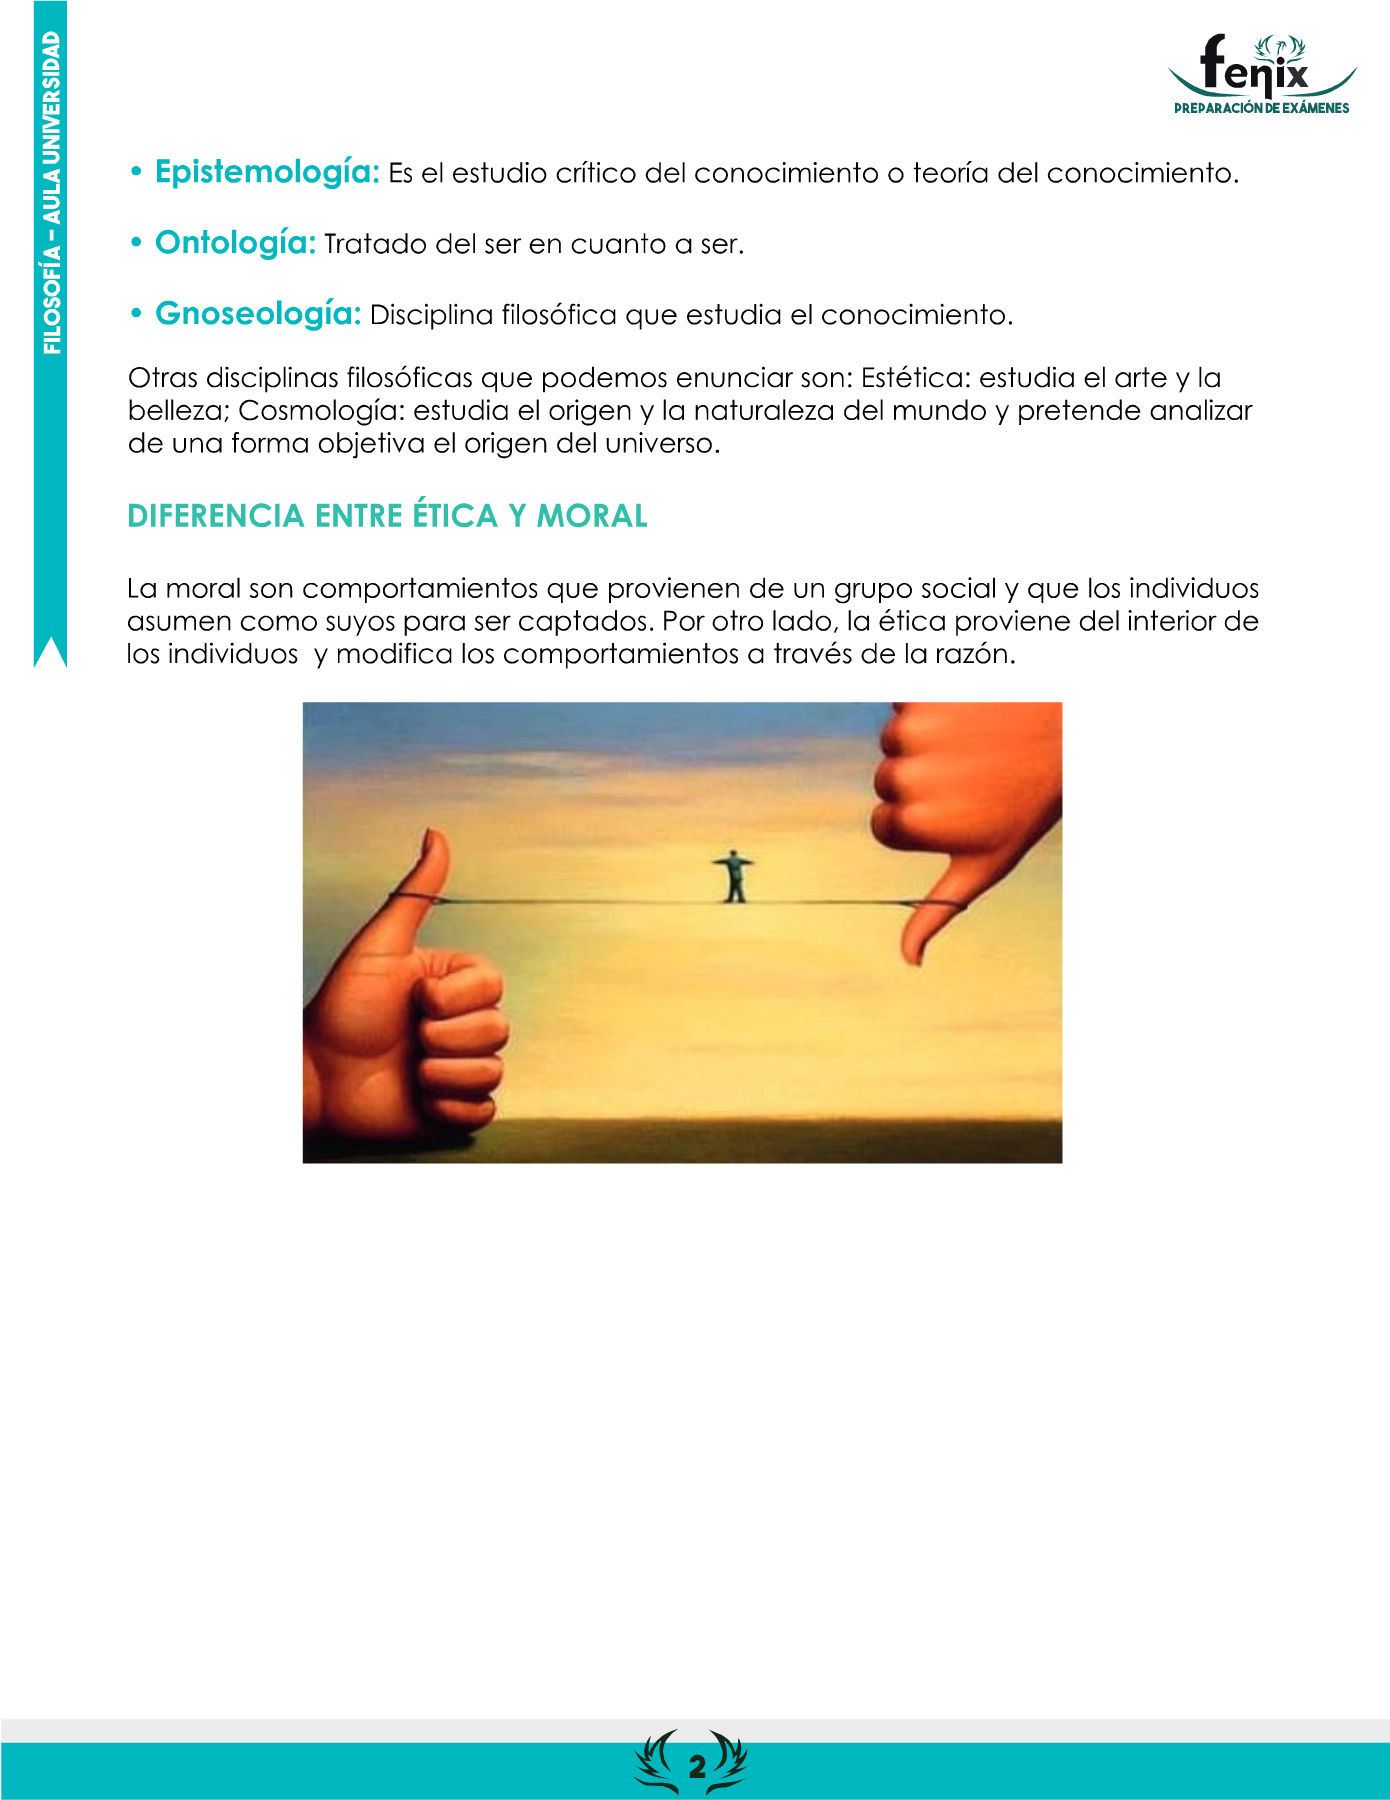 FILOSOFÍA - AULA UNIVERSIDAD
fenix
PREPARACIÓN DE EXÁMENES
• Epistemología: Es el estudio crítico del conocimiento o teoría del conocimiento.
• Ontología: Tratado del ser en cuanto a ser.
• Gnoseología: Disciplina filosófica que estudia el conocimiento.
Otras disciplinas filosóficas que podemos enunciar son: Estética: estudia el arte y la
belleza; Cosmología: estudia el origen y la naturaleza del mundo y pretende analizar
de una forma objetiva el origen del universo.
DIFERENCIA ENTRE ÉTICA Y MORAL
La moral son comportamientos que provienen de un grupo social y que los individuos
asumen como suyos para ser captados. Por otro lado, la ética proviene del interior de
los individuos  y modifica los comportamientos a través de la razón.
2